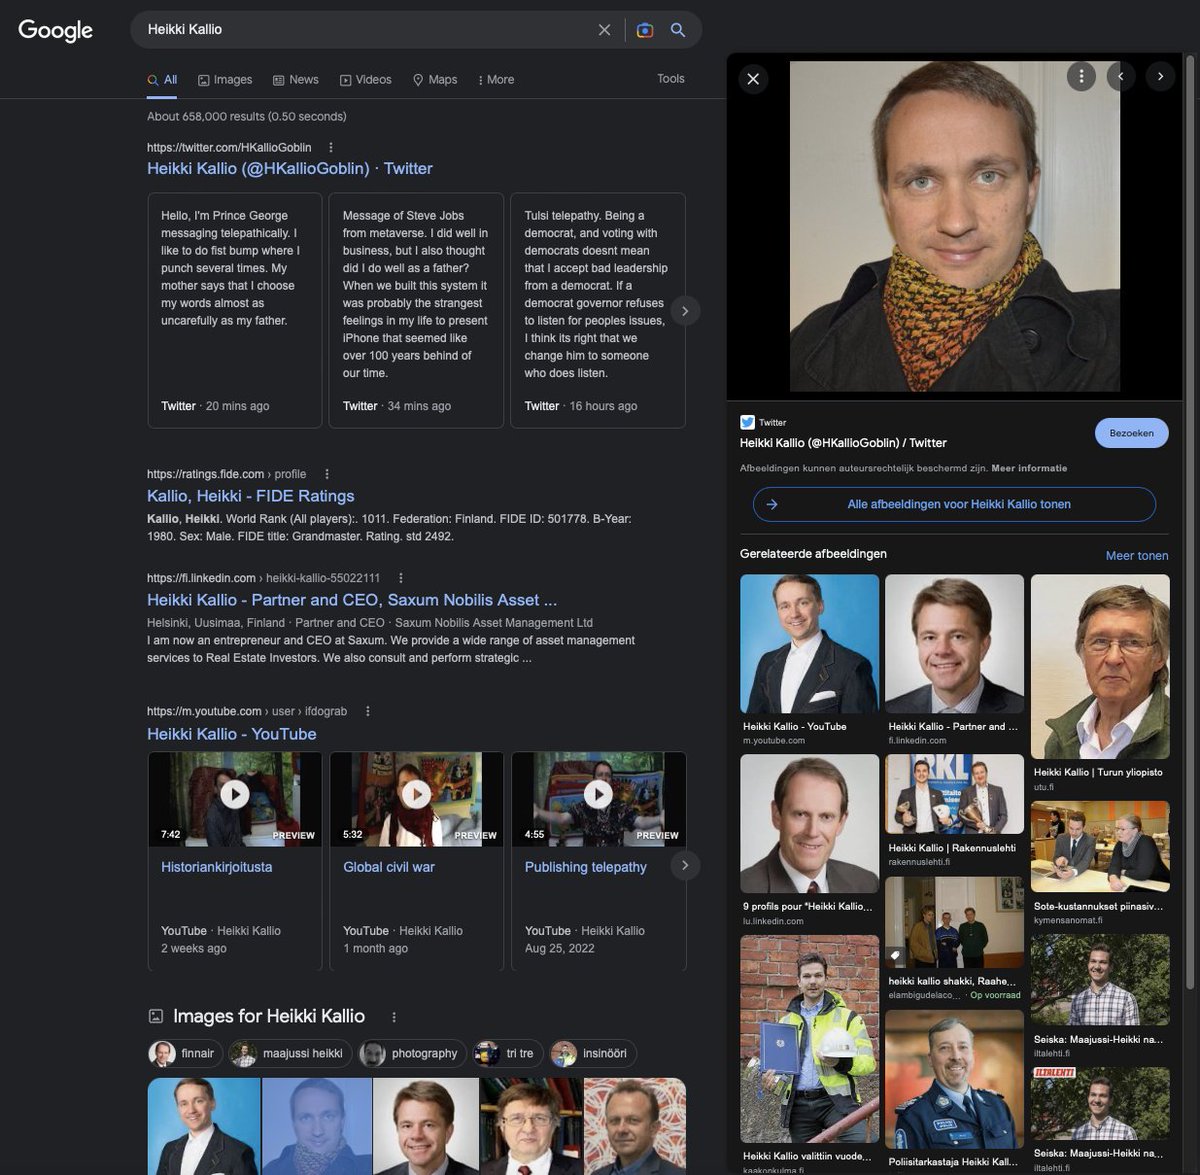 Google
Heikki Kallio
All
Images
News
Videos
Maps
More
Tools
About 658,000 results (0.50 seconds)
https://twitter.com/HKallioGoblin
Heikki Kallio (@HKallioGoblin) · Twitter
Hello, I'm Prince George
messaging telepathically. I
like to do fist bump where I
punch several times. My
mother says that I choose
my words almost as
uncarefully as my father.
Twitter · 20 mins ago
Message of Steve Jobs
from metaverse. I did well in
business, but I also thought
did I do well as a father?
When we built this system it
was probably the strangest
feelings in my life to present
iPhone that seemed like
over 100 years behind of
our time.
Twitter · 34 mins ago
Tulsi telepathy. Being a
democrat, and voting with
democrats doesnt mean
that I accept bad leadership
from a democrat. If a
democrat governor refuses
to listen for peoples issues,
I think its right that we
change him to someone
who does listen.
Twitter · 16 hours ago
https://ratings.fide.com › profile
Kallio, Heikki - FIDE Ratings
Kallio, Heikki. World Rank (All players):. 1011. Federation: Finland. FIDE ID: 501778. B-Year:
1980. Sex: Male. FIDE title: Grandmaster. Rating. std 2492.
https://fi.linkedin.com › heikki-kallio-55022111
Heikki Kallio - Partner and CEO, Saxum Nobilis Asset ...
Helsinki, Uusimaa, Finland · Partner and CEO · Saxum Nobilis Asset Management Ltd
I am now an entrepreneur and CEO at Saxum. We provide a wide range of asset management
services to Real Estate Investors. We also consult and perform strategic ...
https://m.youtube.com › user › ifdograb
Heikki Kallio - YouTube
7:42
PREVIEW
Historiankirjoitusta
YouTube · Heikki Kallio
2 weeks ago
5:32
PREVIEW
Global civil war
YouTube · Heikki Kallio
1 month ago
4:55
PREVIEW
Publishing telepathy
YouTube · Heikki Kallio
Aug 25, 2022
Images for Heikki Kallio
finnair
maajussi heikki
photography
tri tre
insinööri
Twitter
Heikki Kallio (@HKallioGoblin) / Twitter
Bezoeken
Afbeeldingen kunnen auteursrechtelijk beschermd zijn. Meer informatie
Alle afbeeldingen voor Heikki Kallio tonen
Gerelateerde afbeeldingen
Meer tonen
Heikki Kallio - YouTube
m.youtube.com
Heikki Kallio - Partner and ...
fi.linkedin.com
Heikki Kallio | Turun yliopisto
utu.fi
9 profils pour "Heikki Kallio...
lu.linkedin.com
RKL
Heikki Kallio | Rakennuslehti
rakennuslehti.fi
Sote-kustannukset piinasiv...
kymensanomat.fi
heikki kallio shakki, Raahe...
elambigudelaco... · Op voorraad
Seiska: Maajussi-Heikki na...
iltalehti.fi
Heikki Kallio valittiin vuode...
kaakonkulma.fi
Poliisitarkastaja Heikki Kall...
ILTALEHTI
Seiska: Maajussi-Heikki na...
iltalehti.fi